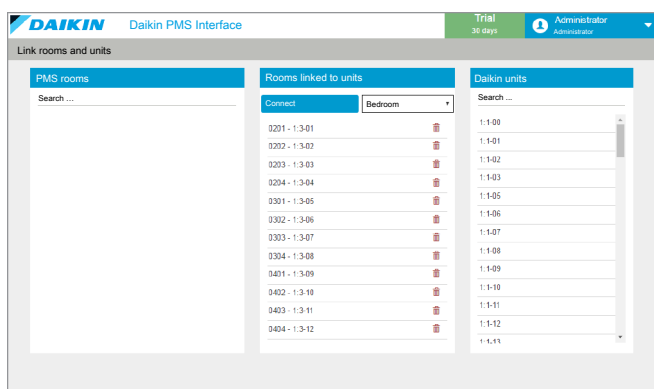 DAIKIN Daikin PMS Interface
Trial
30 days
Administrator
Administrator
Link rooms and units
PMS rooms
Search ...
Rooms linked to units
Connect Bedroom
0201 - 1:3-01
0202 - 1:3-02
0203 - 1:3-03
0204 - 1:3-04
0301 - 1:3-05
0302 - 1:3-06
0303 - 1:3-07
0304 - 1:3-08
0401 - 1:3-09
0402 - 1:3-10
0403 - 1:3-11
0404 - 1:3-12
Daikin units
Search ...
1:1-00
1:1-01
1:1-02
1:1-03
1:1-05
1:1-06
1:1-07
1:1-08
1:1-09
1:1-10
1:1-11
1:1-12
1:1-13